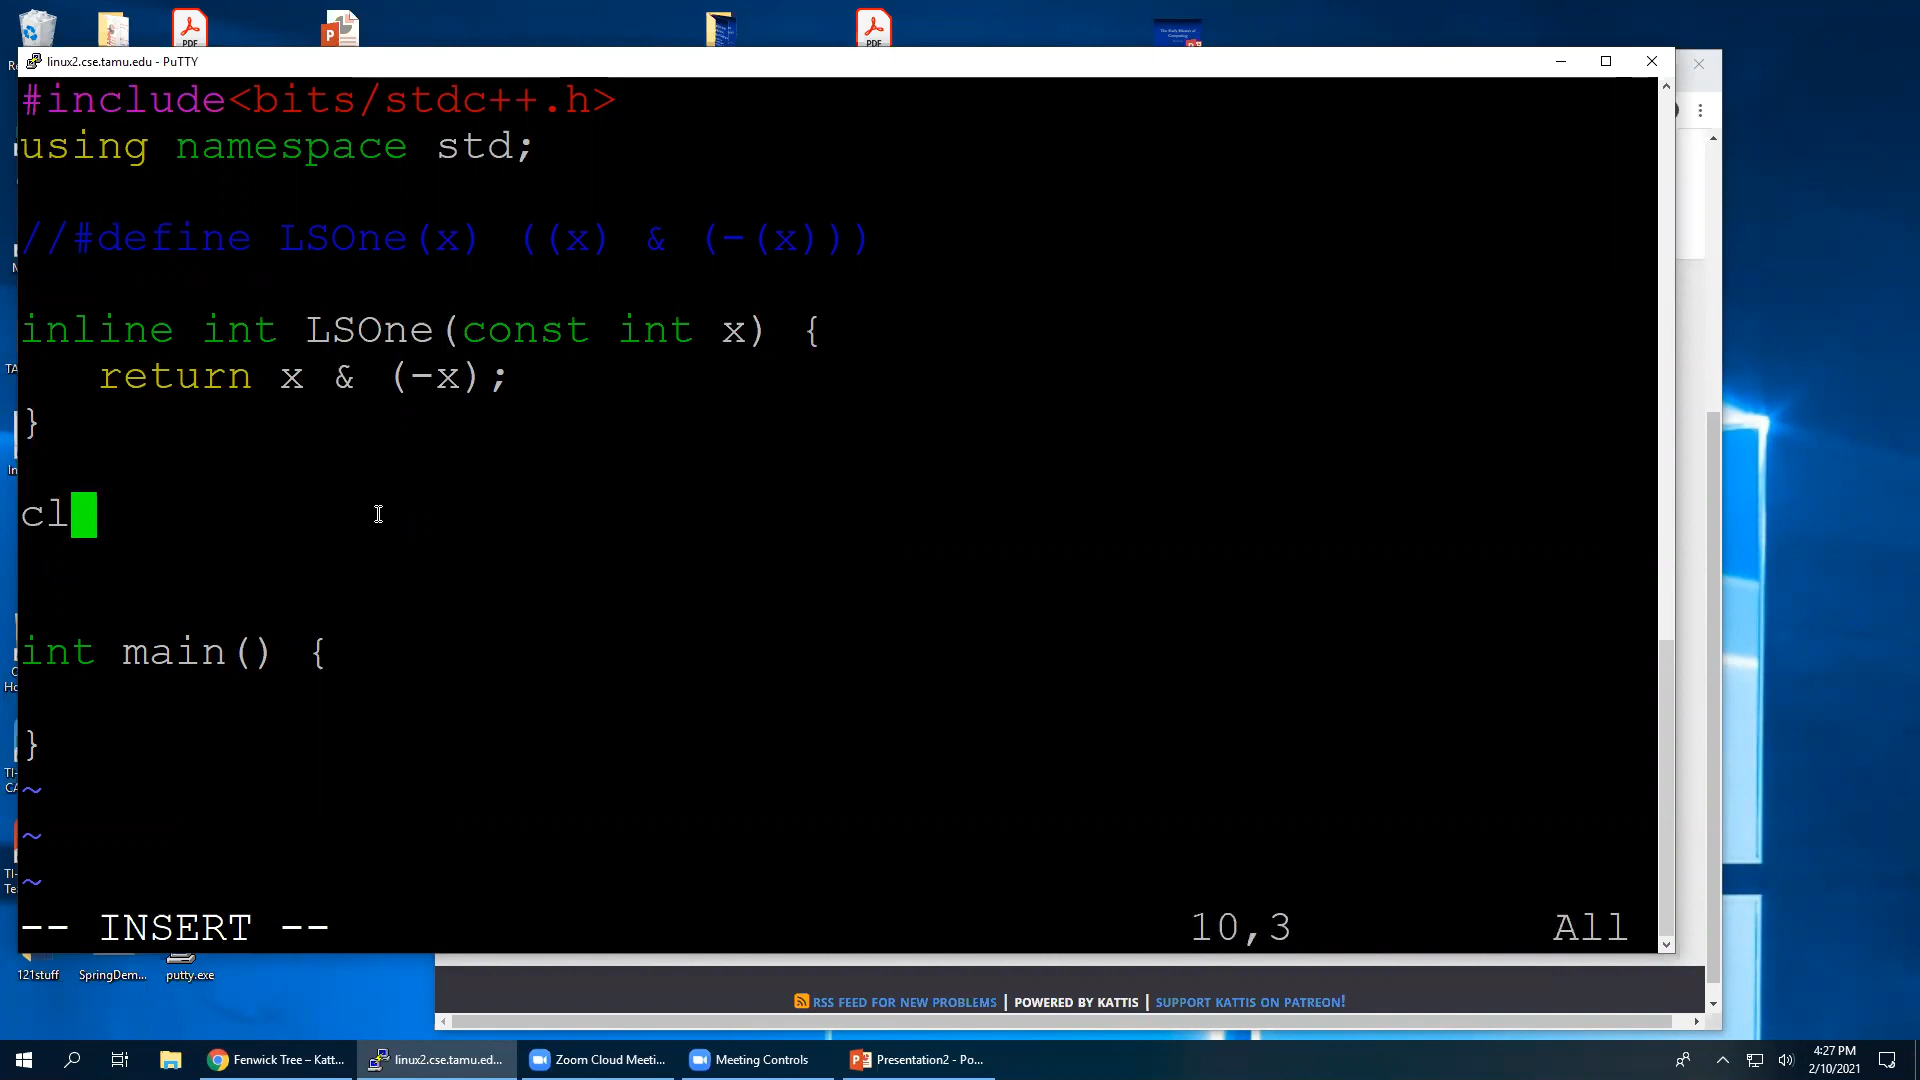 linux2.cse.tamu.edu - PuTTY
#include<bits/stdc++.h>
using namespace std;
//#define LSOne(x) ((x) & (-(x)))
inline int LSOne(const int x) {
return x & (-x);
}
cl
int main() {
}
~
~
~
-- INSERT -- 10,3 All
121stuff SpringDem... putty.exe
RSS FEED FOR NEW PROBLEMS | POWERED BY KATTIS | SUPPORT KATTIS ON PATREON!
Fenwick Tree – Katt... linux2.cse.tamu.ed... Zoom Cloud Meeti... Meeting Controls Presentation2 - Po...
4:27 PM
2/10/2021